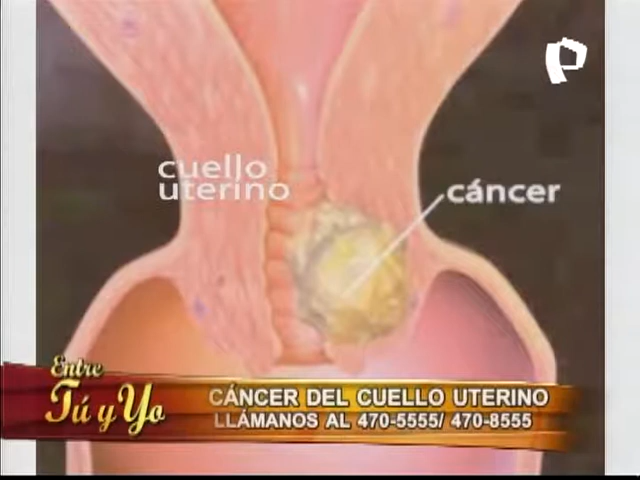 cuello
uterino
cáncer
Entre
Tú y Yo
CÁNCER DEL CUELLO UTERINO
LLÁMANOS AL 470-5555/ 470-8555